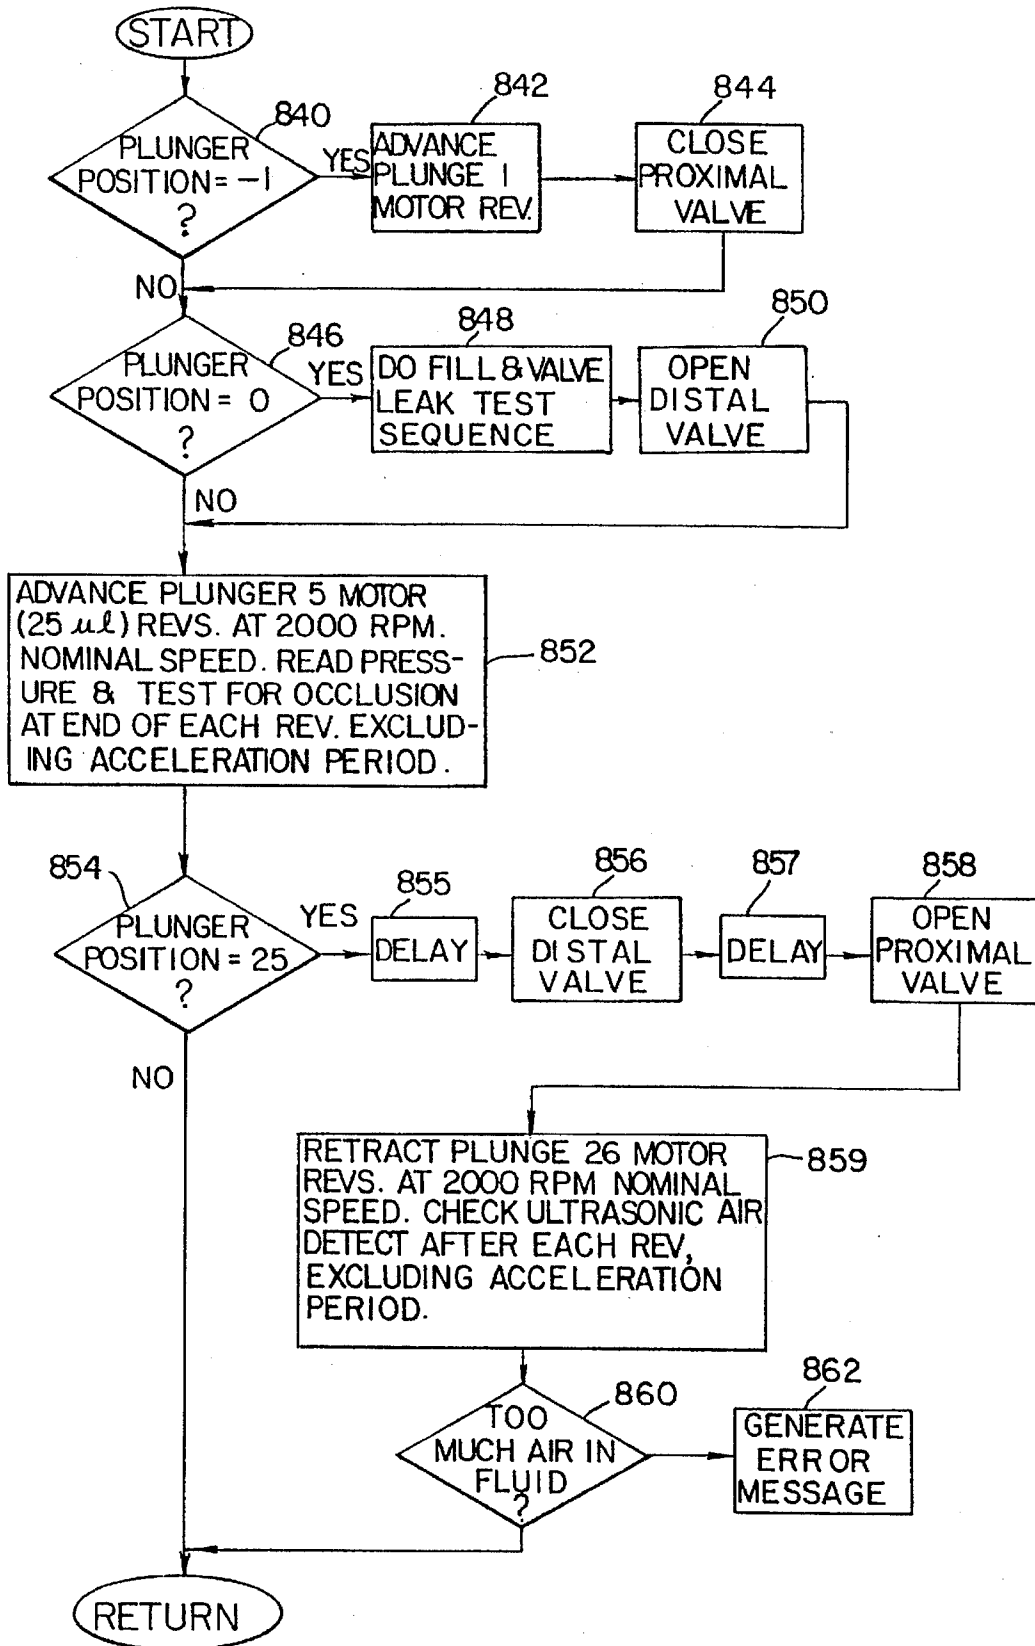 START
840
PLUNGER
POSITION = -1
?
YES
842
ADVANCE
PLUNGE 1
MOTOR REV.
844
CLOSE
PROXIMAL
VALVE
NO
846
PLUNGER
POSITION = 0
?
YES
848
DO FILL & VALVE
LEAK TEST
SEQUENCE
850
OPEN
DISTAL
VALVE
NO
ADVANCE PLUNGER 5 MOTOR
(25 µl) REVS. AT 2000 RPM.
NOMINAL SPEED. READ PRESS-
URE & TEST FOR OCCLUSION
AT END OF EACH REV. EXCLUD-
ING ACCELERATION PERIOD.
852
854
PLUNGER
POSITION = 25
?
YES
855
DELAY
856
CLOSE
DISTAL
VALVE
857
DELAY
858
OPEN
PROXIMAL
VALVE
NO
RETRACT PLUNGE 26 MOTOR
REVS. AT 2000 RPM NOMINAL
SPEED. CHECK ULTRASONIC AIR
DETECT AFTER EACH REV,
EXCLUDING ACCELERATION
PERIOD.
859
860
TOO
MUCH AIR IN
FLUID
?
862
GENERATE
ERROR
MESSAGE
RETURN